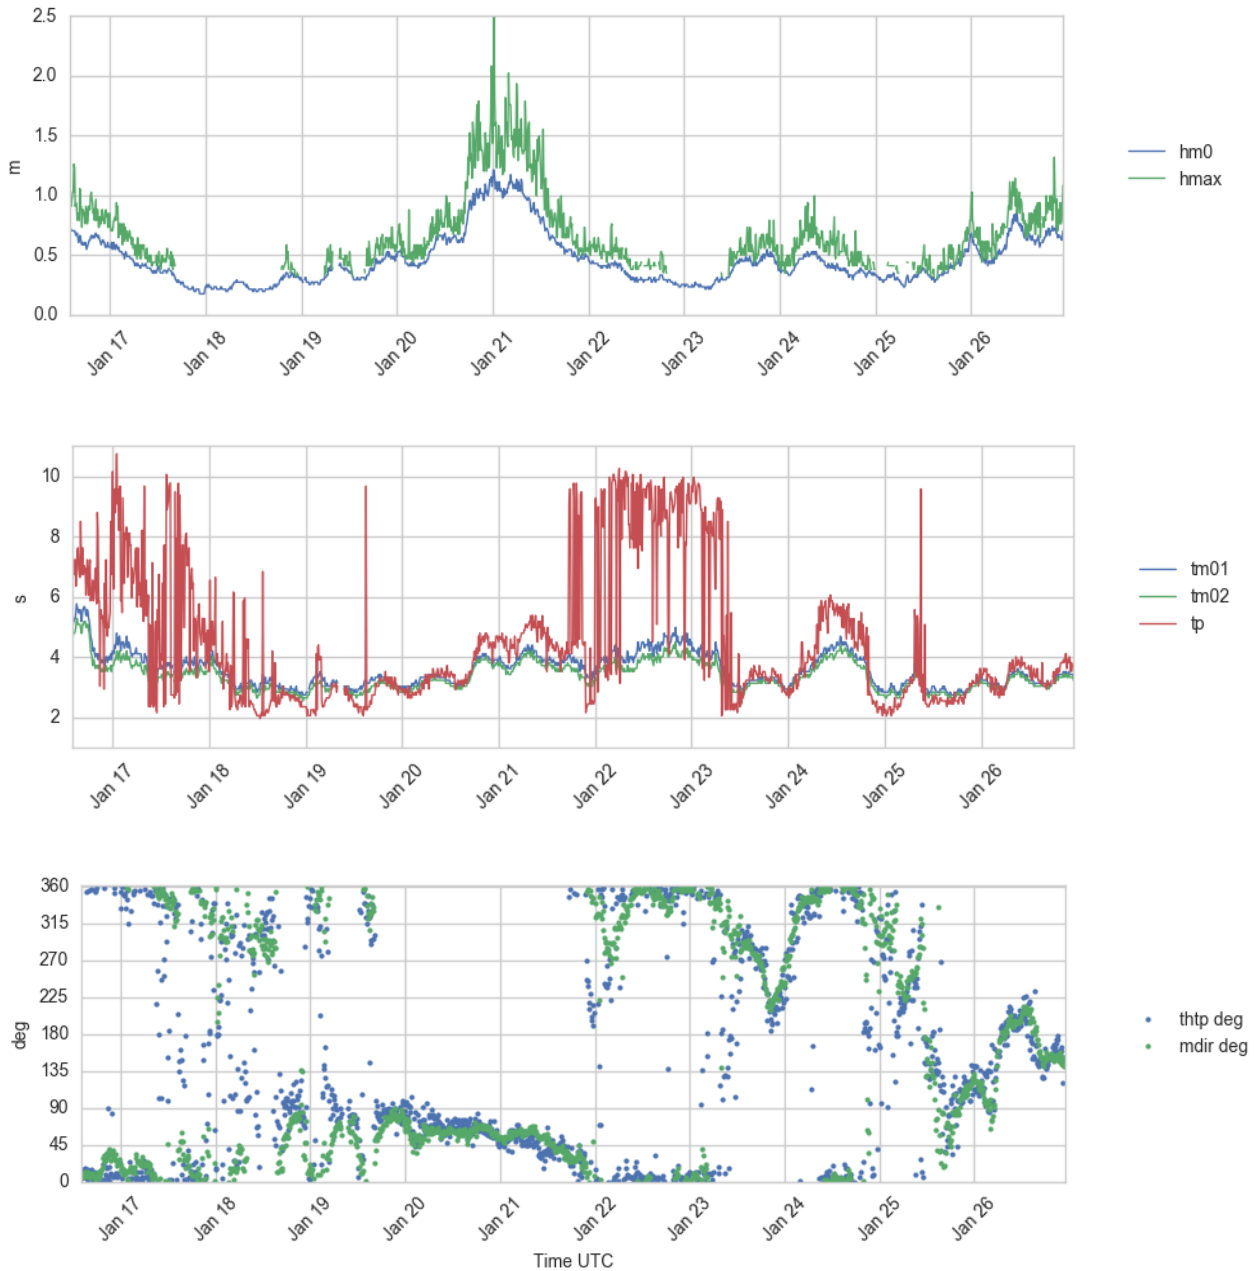 2.5
2.0
1.5
1.0
0.5
0.0
m
Jan 17
Jan 18
Jan 19
Jan 20
Jan 21
Jan 22
Jan 23
Jan 24
Jan 25
Jan 26
hm0
hmax
10
8
6
4
2
s
Jan 17
Jan 18
Jan 19
Jan 20
Jan 21
Jan 22
Jan 23
Jan 24
Jan 25
Jan 26
tm01
tm02
tp
360
315
270
225
180
135
90
45
0
deg
Jan 17
Jan 18
Jan 19
Jan 20
Jan 21
Jan 22
Jan 23
Jan 24
Jan 25
Jan 26
Time UTC
thtp deg
mdir deg